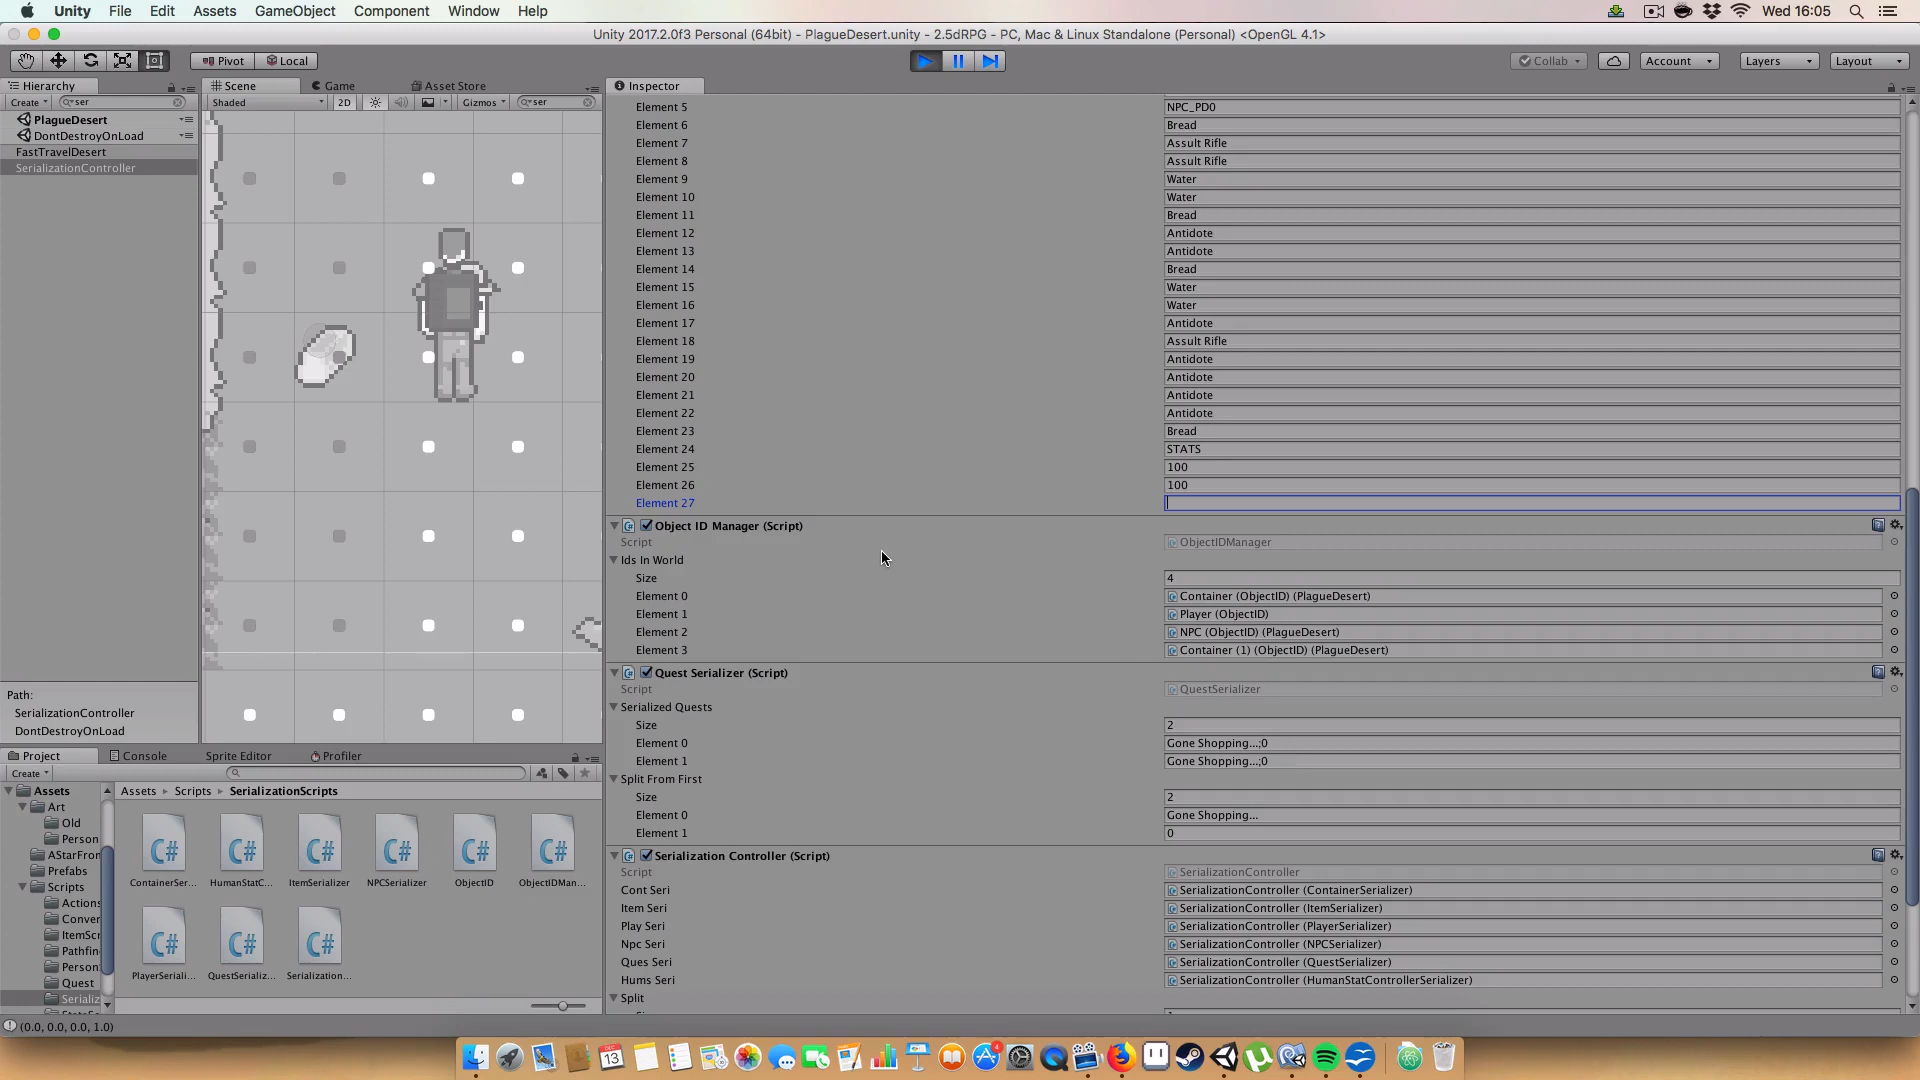 Unity File Edit Assets GameObject Component Window Help Wed 16:05
Unity 2017.2.0f3 Personal (64bit) - PlagueDesert.unity - 2.5dRPG - PC, Mac & Linux Standalone (Personal) <OpenGL 4.1>
Pivot Local Collab Account Layers Layout
Hierarchy Scene Game Asset Store Inspector
Create ser Shaded 2D Gizmos ser
PlagueDesert
DontDestroyOnLoad
FastTravelDesert
SerializationController
Element 5 NPC_PD0
Element 6 Bread
Element 7 Assult Rifle
Element 8 Assult Rifle
Element 9 Water
Element 10 Water
Element 11 Bread
Element 12 Antidote
Element 13 Antidote
Element 14 Bread
Element 15 Water
Element 16 Water
Element 17 Antidote
Element 18 Assult Rifle
Element 19 Antidote
Element 20 Antidote
Element 21 Antidote
Element 22 Antidote
Element 23 Bread
Element 24 STATS
Element 25 100
Element 26 100
Element 27
Object ID Manager (Script)
Script ObjectIDManager
Ids In World
Size 4
Element 0 Container (ObjectID) (PlagueDesert)
Element 1 Player (ObjectID)
Element 2 NPC (ObjectID) (PlagueDesert)
Element 3 Container (1) (ObjectID) (PlagueDesert)
Quest Serializer (Script)
Script QuestSerializer
Serialized Quests
Size 2
Element 0 Gone Shopping...;0
Element 1 Gone Shopping...;0
Split From First
Size 2
Element 0 Gone Shopping...
Element 1 0
Serialization Controller (Script)
Script SerializationController
Cont Seri SerializationController (ContainerSerializer)
Item Seri SerializationController (ItemSerializer)
Play Seri SerializationController (PlayerSerializer)
Npc Seri SerializationController (NPCSerializer)
Ques Seri SerializationController (QuestSerializer)
Hums Seri SerializationController (HumanStatControllerSerializer)
Split
Path:
SerializationController
DontDestroyOnLoad
Project Console Sprite Editor Profiler
Create
Assets
Art
Old
Person
AStarFron
Prefabs
Scripts
Actions
Conver
ItemScr
Pathfin
Person
Quest
Serializ
Assets Scripts SerializationScripts
ContainerSer... HumanStatC... ItemSerializer NPCSerializer ObjectID ObjectIDMan...
PlayerSeriali... QuestSerializ... Serialization...
(0.0, 0.0, 0.0, 1.0)
DEC
13
4